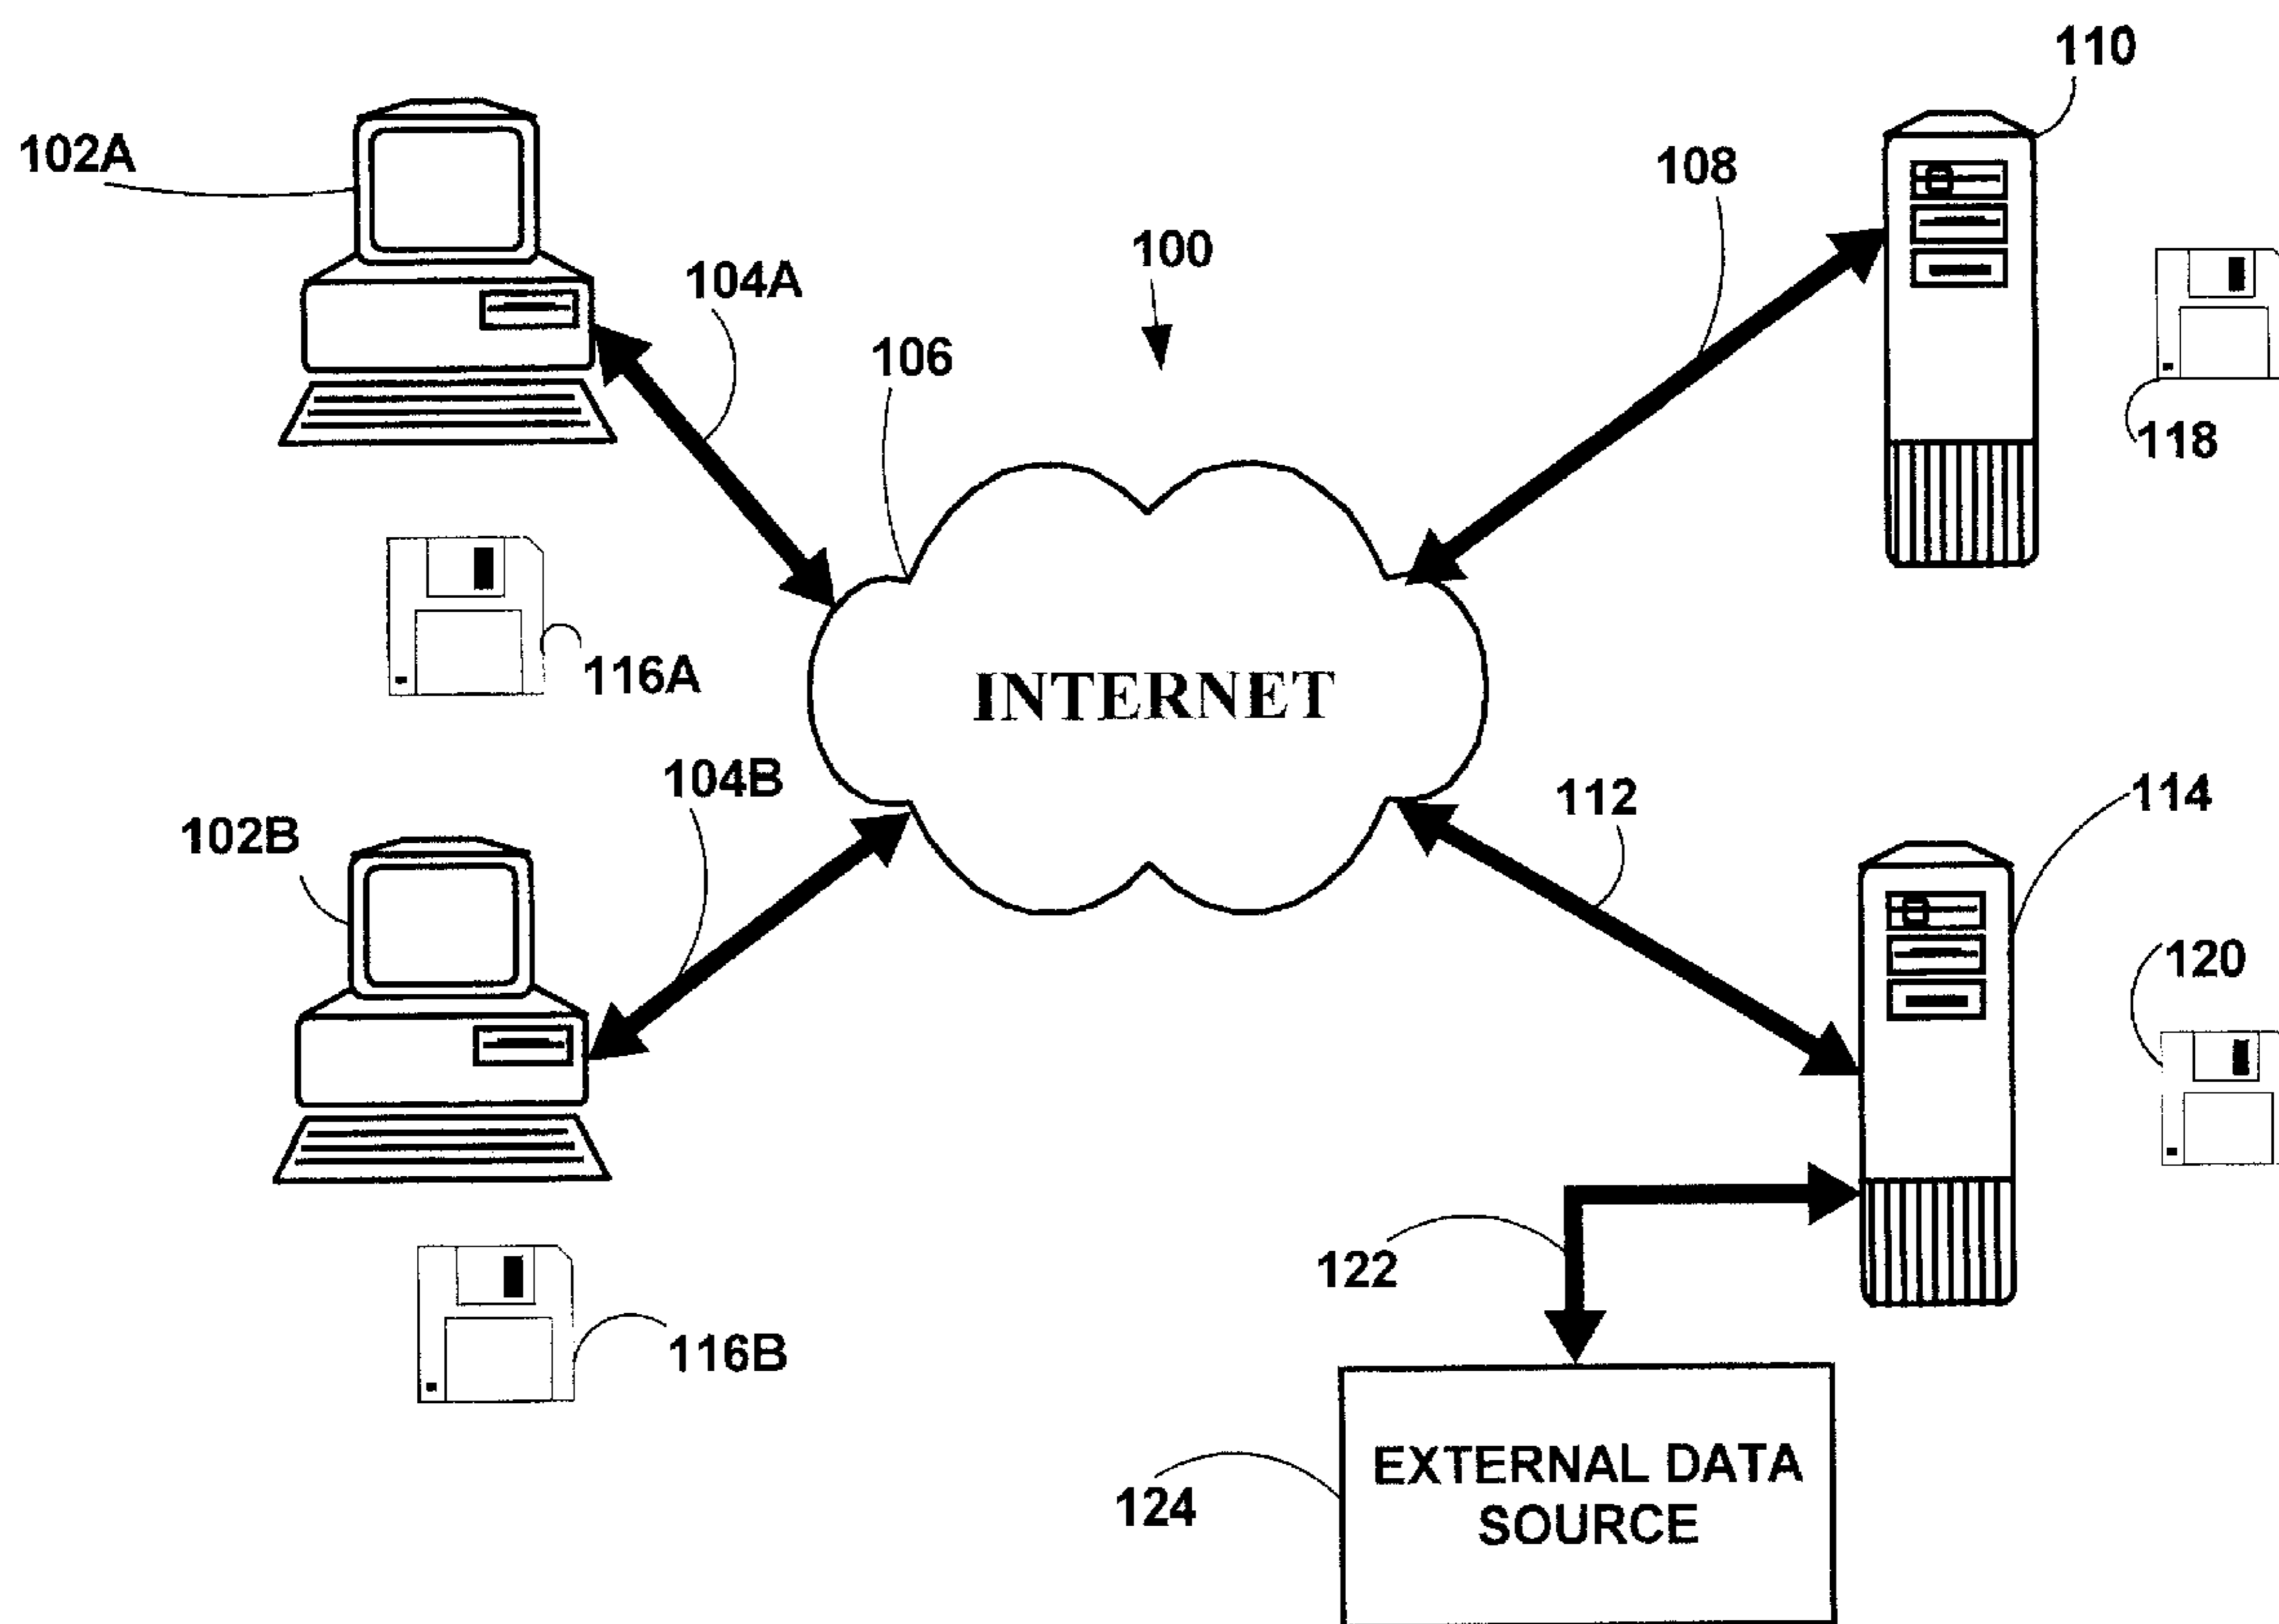 110
102A
108
100
104A
106
118
116A
INTERNET
104B
112
114
102B
120
122
116B
EXTERNAL DATA
SOURCE
124